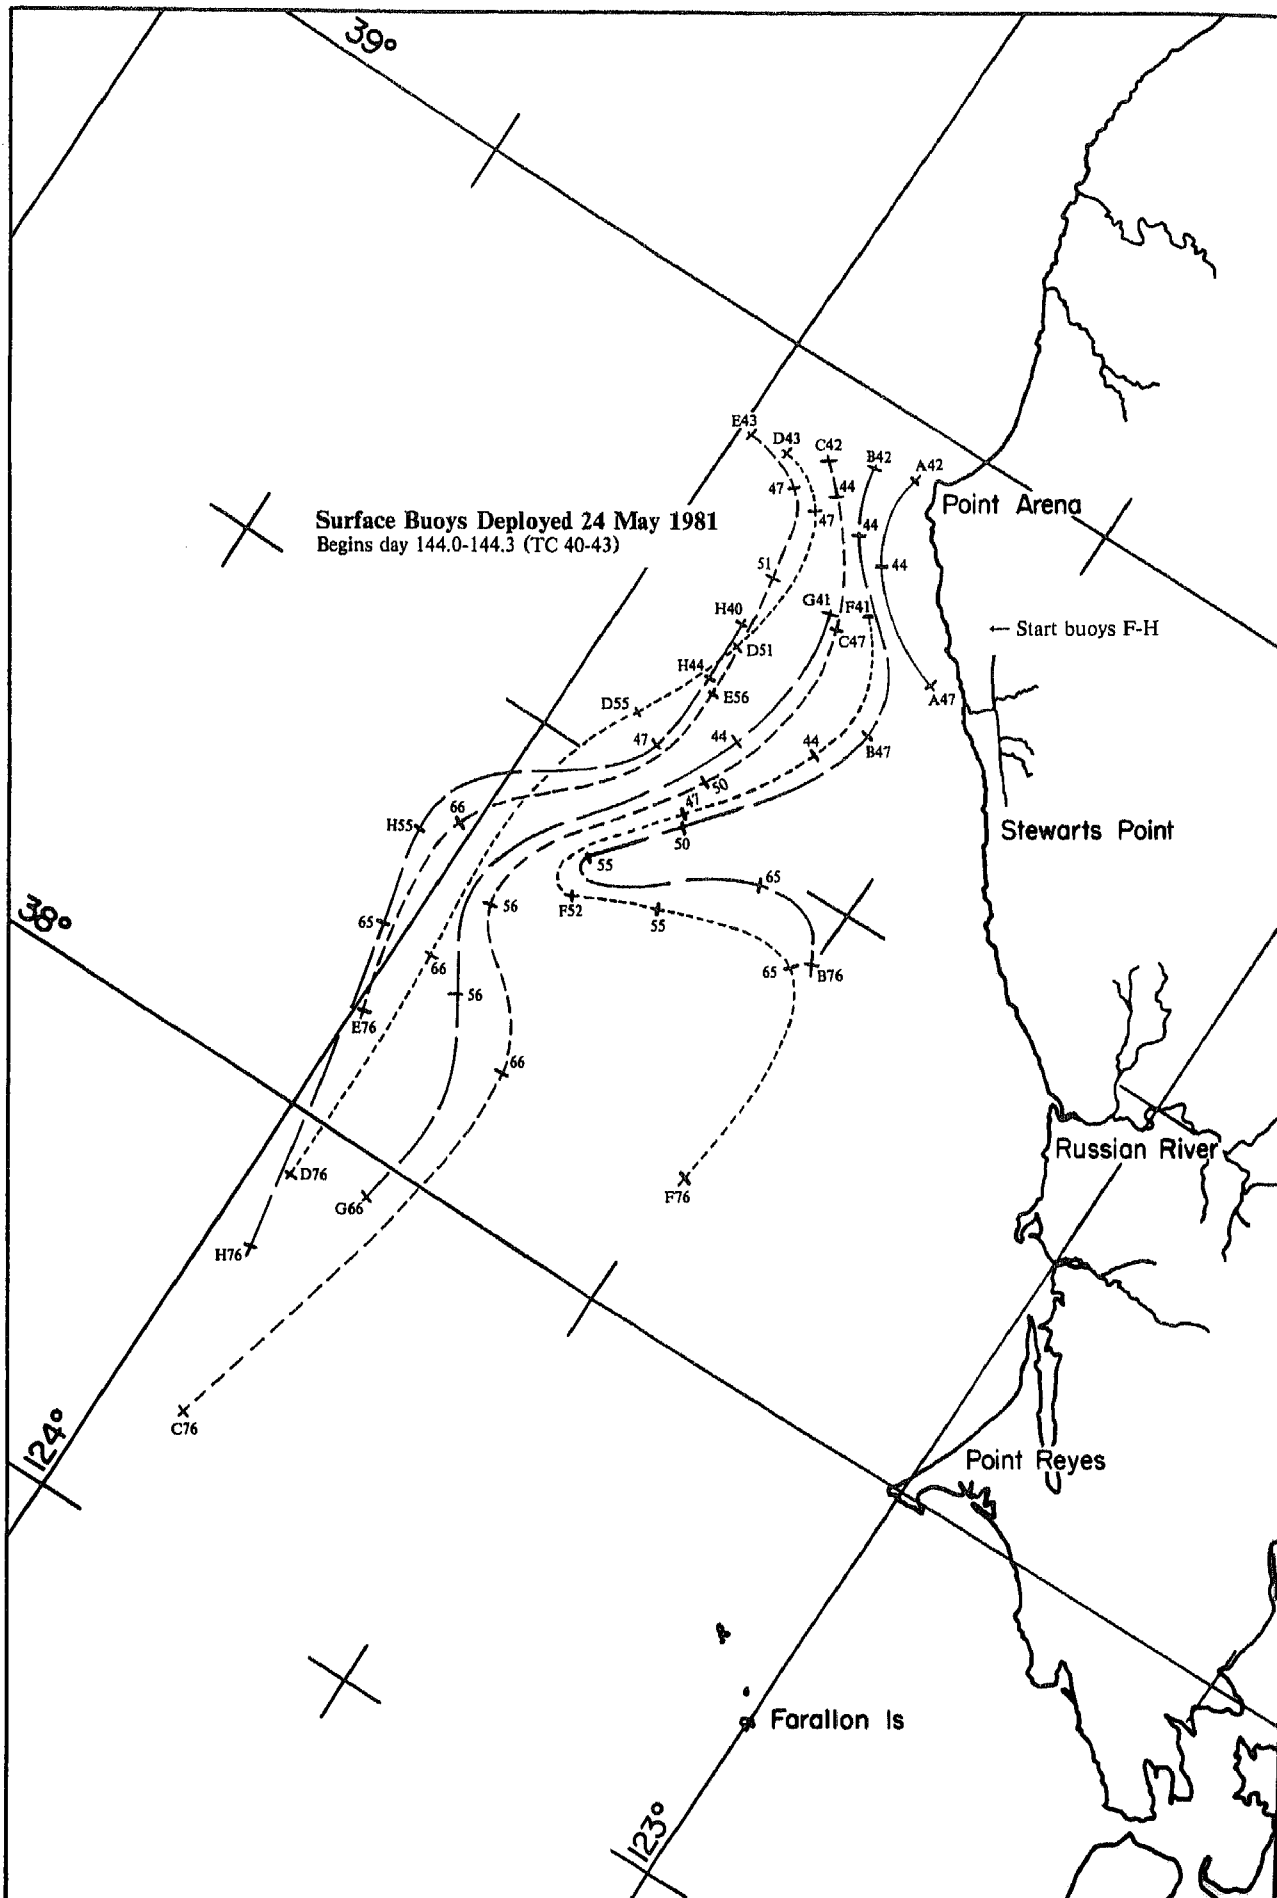 39°
E43
D43
C42
B42
A42
47
44
Point Arena
Surface Buoys Deployed 24 May 1981
47
Begins day 144.0-144.3 (TC 40-43)
44
44
51
H40
G41
F41
← Start buoys F-H
C47
D51
H44
E56
A47
D55
47
44
44
B47
50
47
66
H55
Stewarts Point
50
55
65
56
F52
55
38°
65
66
65
B76
56
E76
66
Russian River
D76
F76
G66
H76
C76
124°
Point Reyes
Farallon Is
123°